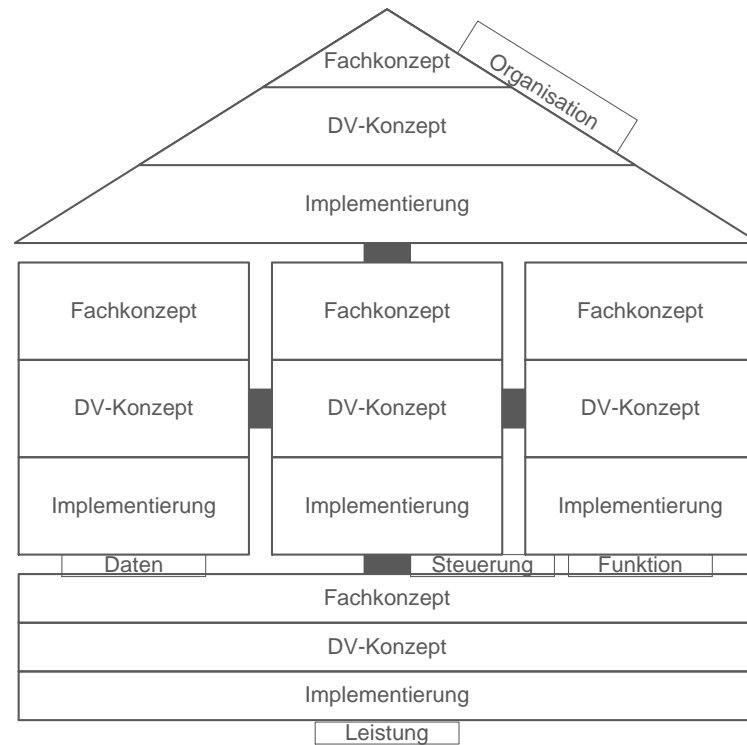 Fachkonzept
Organisation
DV-Konzept
Implementierung
Fachkonzept
Fachkonzept
Fachkonzept
DV-Konzept
DV-Konzept
DV-Konzept
Implementierung
Implementierung
Implementierung
Daten
Steuerung
Funktion
Fachkonzept
DV-Konzept
Implementierung
Leistung